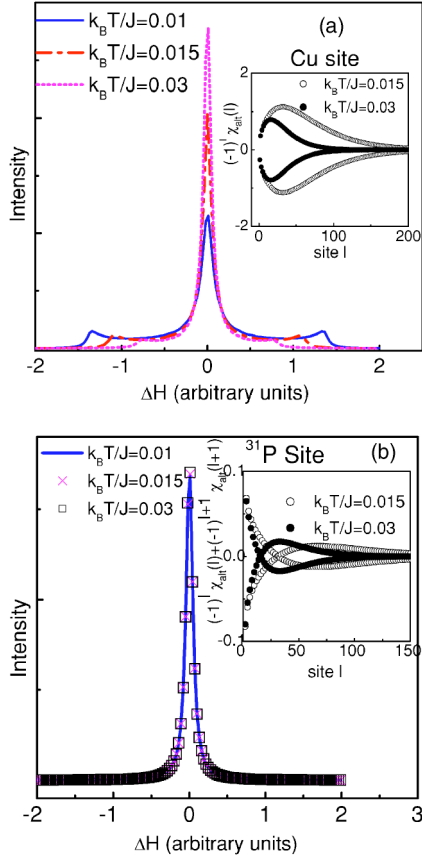 (a)
k_BT/J=0.01
k_BT/J=0.015
k_BT/J=0.03
Cu site
k_BT/J=0.015
k_BT/J=0.03
(-1)^l χ_alt(l)
2
0
-2
0 100 200
site l
Intensity
-2 -1 0 1 2
ΔH (arbitrary units)
(b)
k_BT/J=0.01
k_BT/J=0.015
k_BT/J=0.03
^31P Site
k_BT/J=0.015
k_BT/J=0.03
(-1)^l χ_alt(l)+(-1)^l+1 χ_alt(l+1)
0.1
0.0
-0.1
0 50 100 150
site l
Intensity
-2 -1 0 1 2 3
ΔH (arbitrary units)